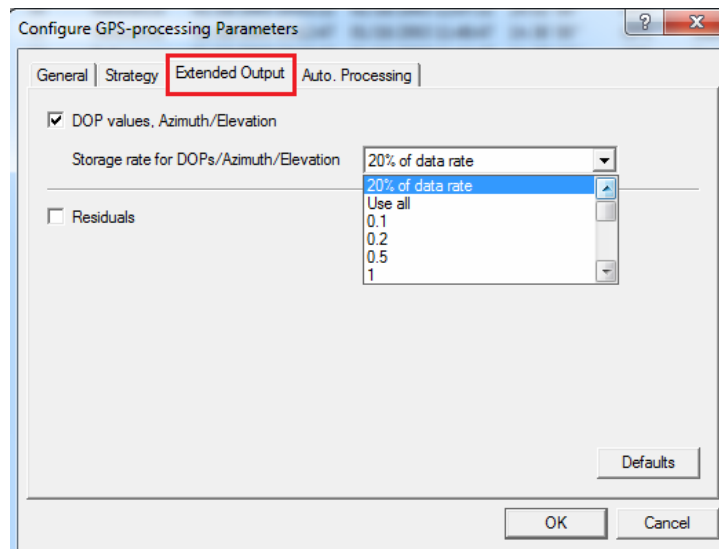 Configure GPS-processing Parameters
General Strategy Extended Output Auto. Processing
DOP values, Azimuth/Elevation
Storage rate for DOPs/Azimuth/Elevation 20% of data rate
20% of data rate
Use all
Residuals
0.1
0.2
0.5
1
Defaults
OK Cancel